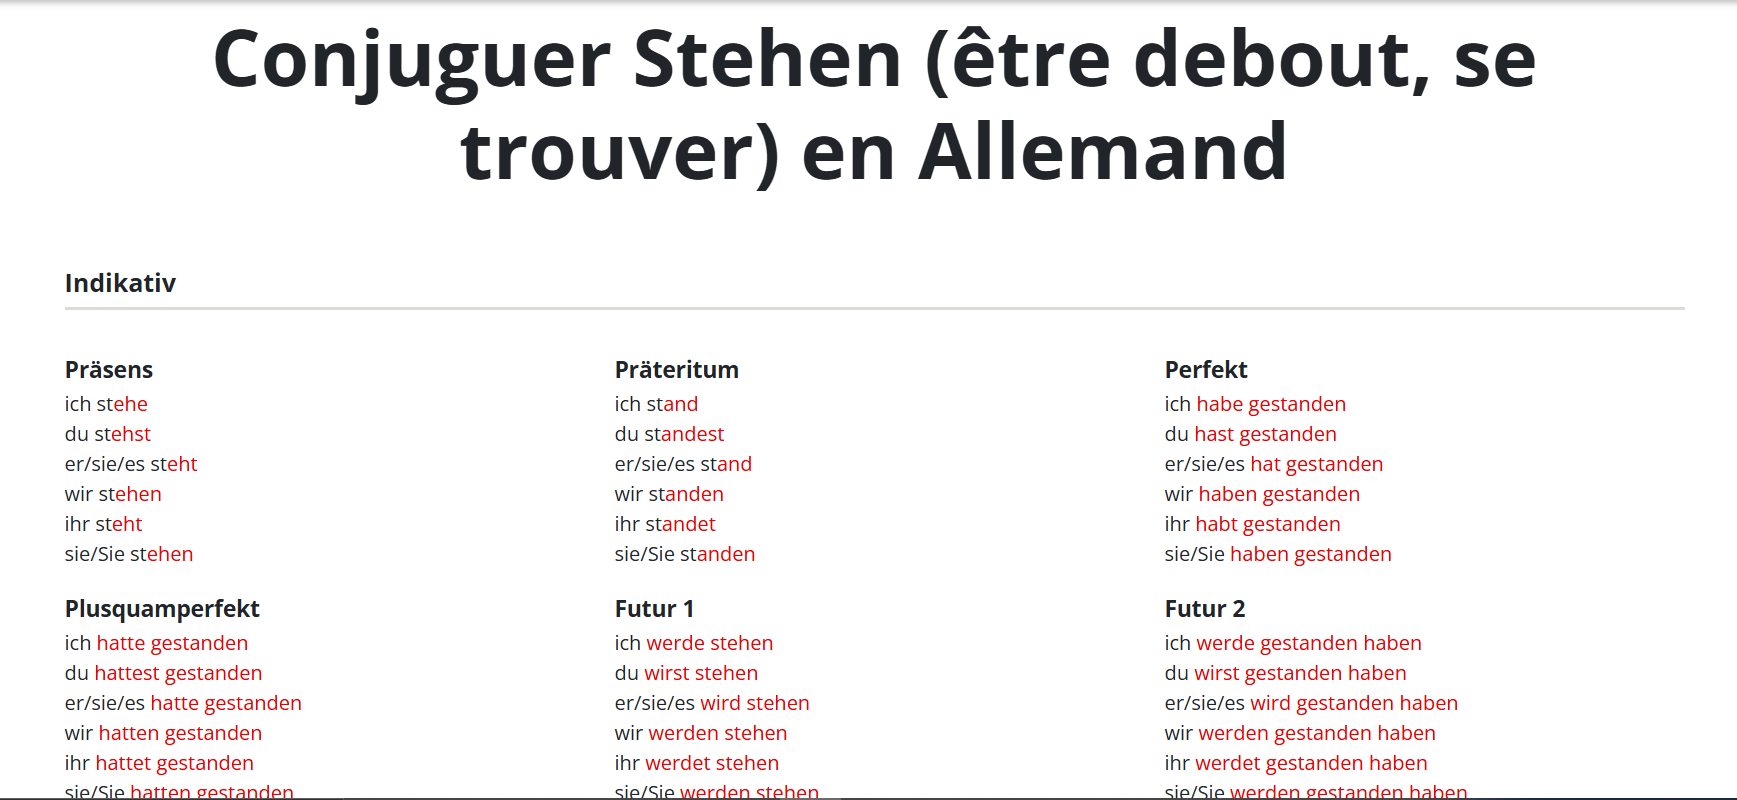 Conjuguer Stehen (être debout, se
trouver) en Allemand
Indikativ
Präsens
ich stehe
du stehst
er/sie/es steht
wir stehen
ihr steht
sie/Sie stehen
Präteritum
ich stand
du standest
er/sie/es stand
wir standen
ihr standet
sie/Sie standen
Perfekt
ich habe gestanden
du hast gestanden
er/sie/es hat gestanden
wir haben gestanden
ihr habt gestanden
sie/Sie haben gestanden
Plusquamperfekt
ich hatte gestanden
du hattest gestanden
er/sie/es hatte gestanden
wir hatten gestanden
ihr hattet gestanden
sie/Sie hatten gestanden
Futur 1
ich werde stehen
du wirst stehen
er/sie/es wird stehen
wir werden stehen
ihr werdet stehen
sie/Sie werden stehen
Futur 2
ich werde gestanden haben
du wirst gestanden haben
er/sie/es wird gestanden haben
wir werden gestanden haben
ihr werdet gestanden haben
sie/Sie werden gestanden haben